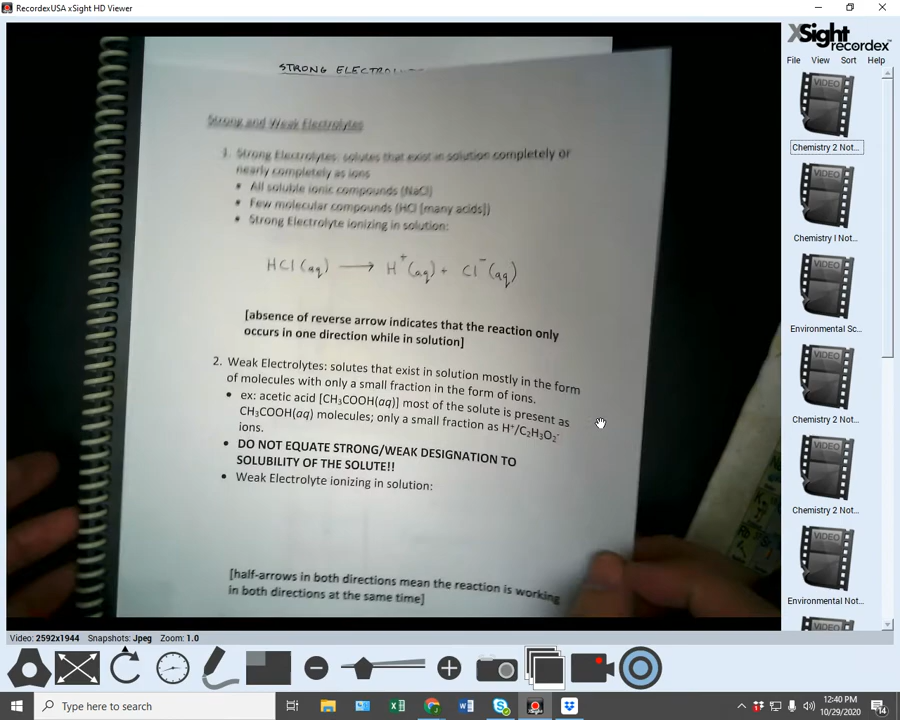 RecordexUSA xSight HD Viewer
xSight
recordex
File View Sort Help
STRONG
Strong and Weak Electrolytes
1. Strong Electrolytes: solutes that exist in solution completely or
nearly completely as ions
• All soluble ionic compounds (NaCl)
• Few molecular compounds (HCl [many acids])
• Strong Electrolyte ionizing in solution:
HCl(aq) ⟶ H⁺(aq) + Cl⁻(aq)
[absence of reverse arrow indicates that the reaction only
occurs in one direction while in solution]
2. Weak Electrolytes: solutes that exist in solution mostly in the form
of molecules with only a small fraction in the form of ions.
• ex: acetic acid [CH₃COOH(aq)] most of the solute is present as
CH₃COOH(aq) molecules; only a small fraction as H⁺/C₂H₃O₂⁻
ions.
• DO NOT EQUATE STRONG/WEAK DESIGNATION TO
SOLUBILITY OF THE SOLUTE!!
• Weak Electrolyte ionizing in solution:
[half-arrows in both directions mean the reaction is working
in both directions at the same time]
VIDEO
Chemistry 2 Not...
VIDEO
Chemistry I Not...
VIDEO
Environmental Sc...
VIDEO
Chemistry 2 Not...
VIDEO
Chemistry 2 Not...
VIDEO
Environmental Not...
VIDEO
Video: 2592x1944 Snapshots: Jpeg Zoom: 1.0
Type here to search
12:40 PM
10/29/2020
14